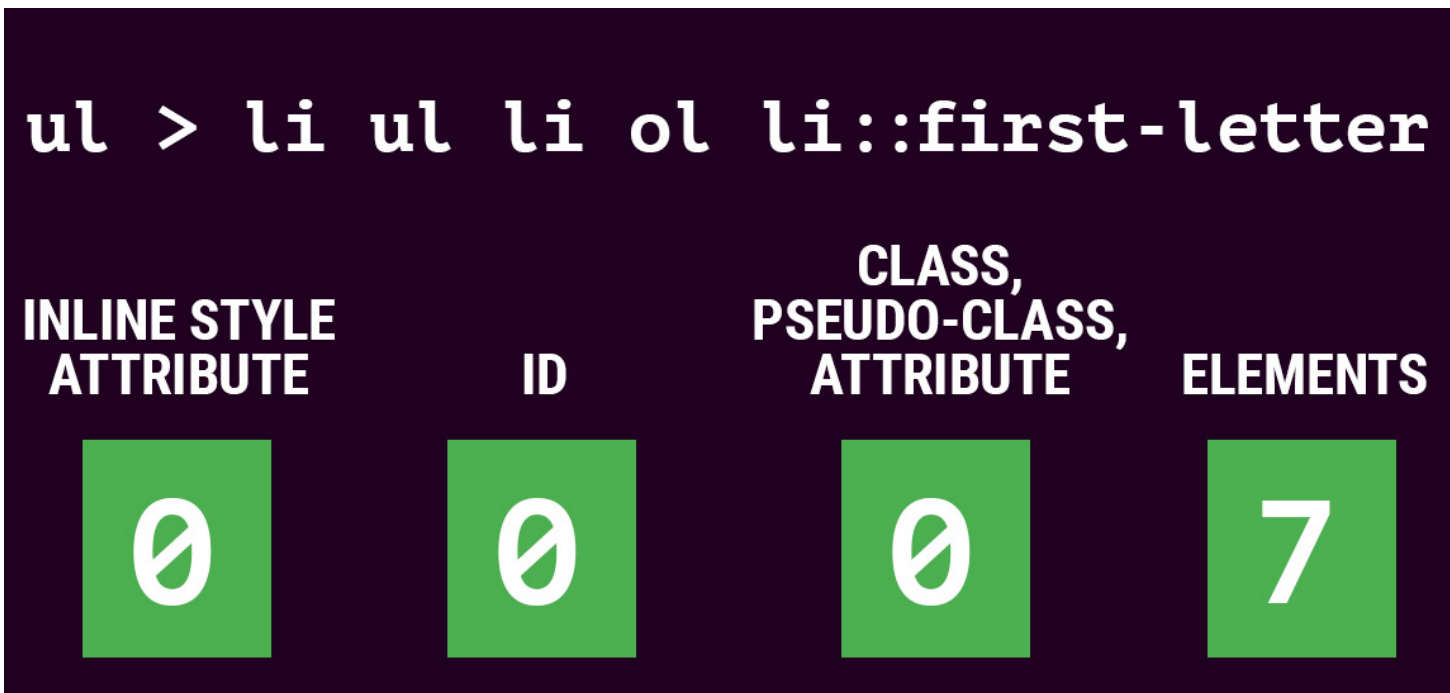 ul > li ul li ol li::first-letter
INLINE STYLE
ATTRIBUTE
ID
CLASS,
PSEUDO-CLASS,
ATTRIBUTE
ELEMENTS
0
0
0
7